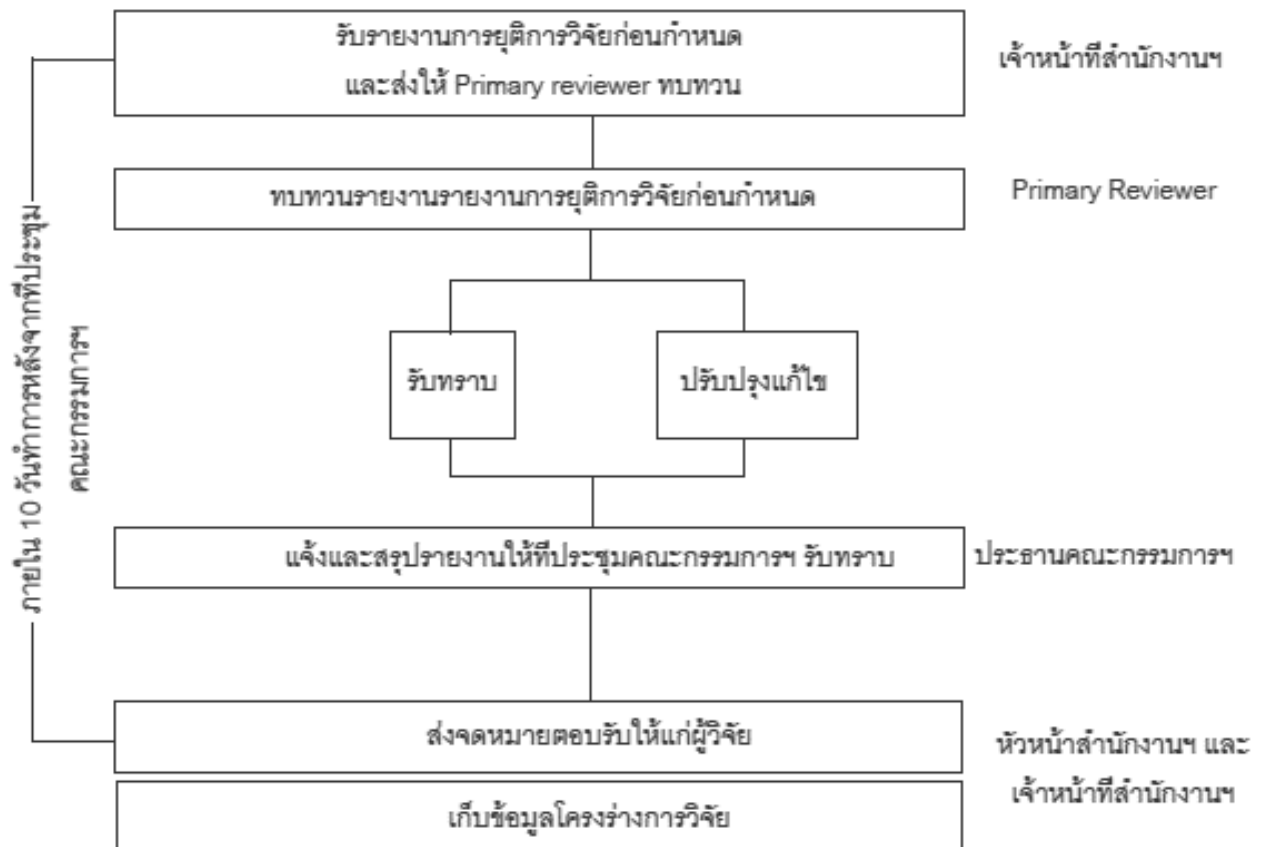 รับรายงานการยุติการวิจัยก่อนกำหนด
และส่งให้ Primary reviewer ทบทวน
เจ้าหน้าที่สำนักงานฯ
ทบทวนรายงานรายงานการยุติการวิจัยก่อนกำหนด
Primary Reviewer
ภายใน 10 วันทำการหลังจากที่ประชุม
คณะกรรมการฯ
รับทราบ
ปรับปรุงแก้ไข
แจ้งและสรุปรายงานให้ที่ประชุมคณะกรรมการฯ รับทราบ
ประธานคณะกรรมการฯ
ส่งจดหมายตอบรับให้แก่ผู้วิจัย
หัวหน้าสำนักงานฯ และ
เจ้าหน้าที่สำนักงานฯ
เก็บข้อมูลโครงร่างการวิจัย